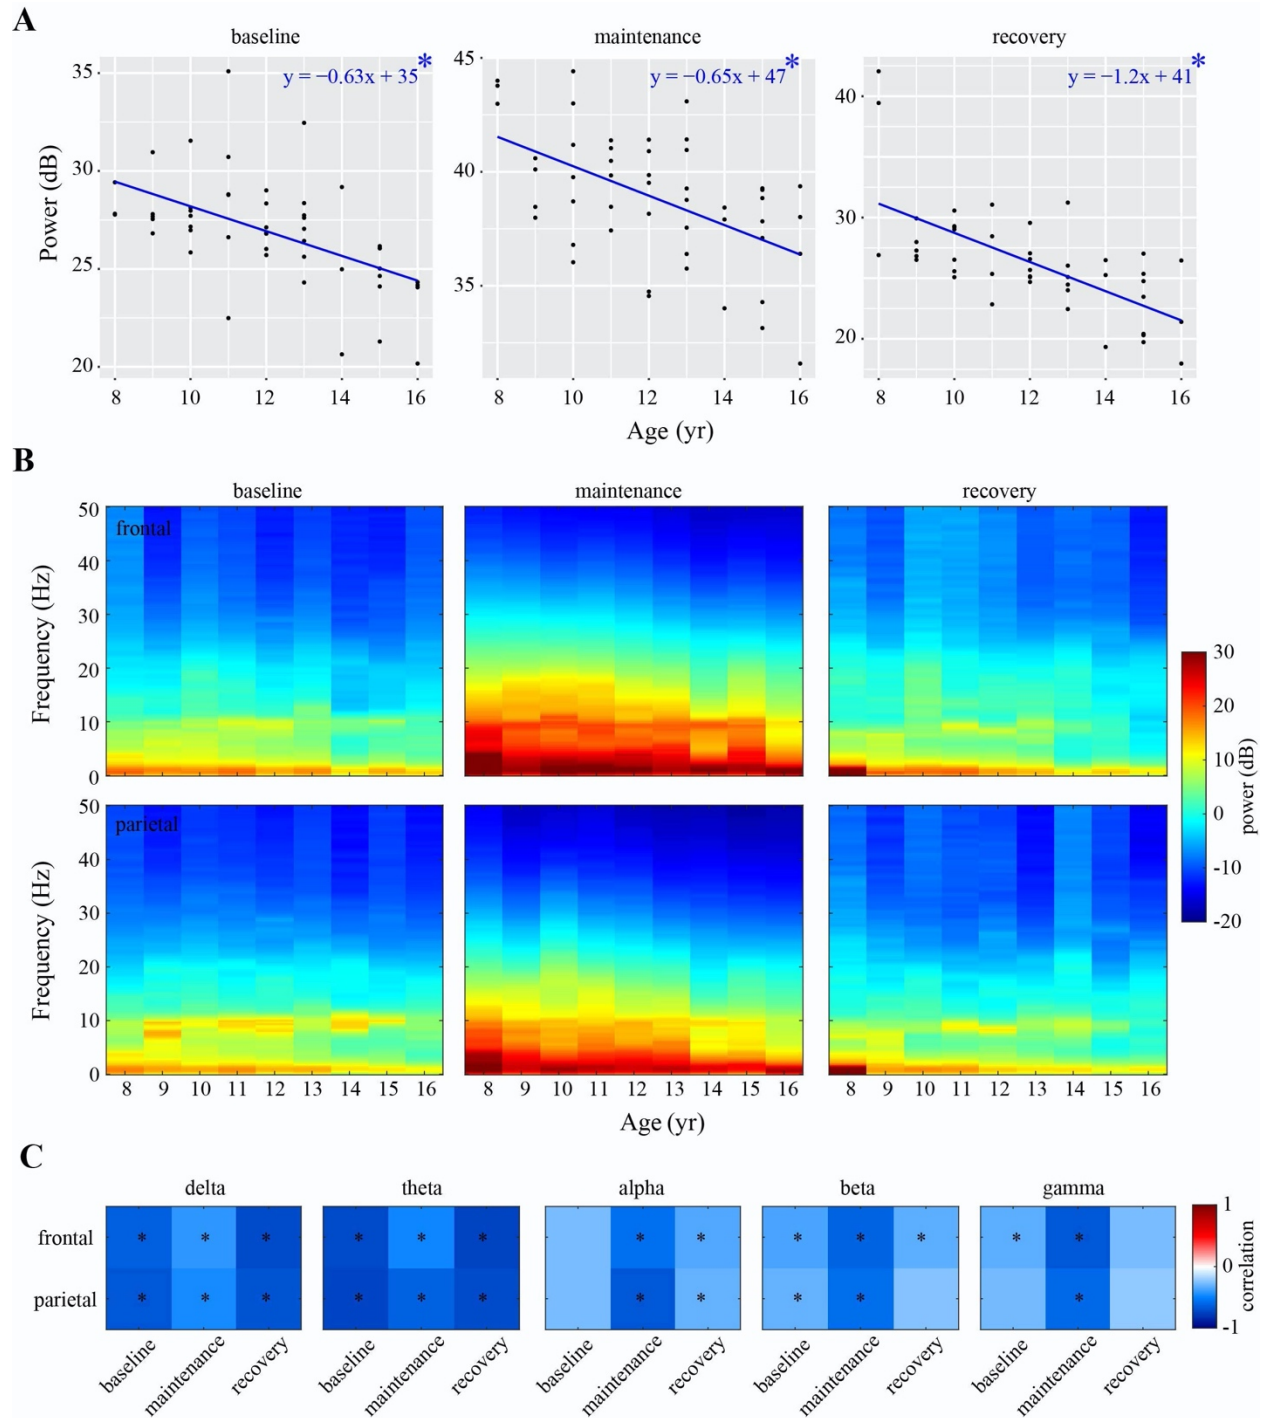 A
baseline maintenance recovery
y = −0.63x + 35* y = −0.65x + 47* y = −1.2x + 41*
Power (dB)
35 30 25 20
45 40 35
40 30 20
8 10 12 14 16 8 10 12 14 16 8 10 12 14 16
Age (yr)
B
baseline maintenance recovery
frontal
Frequency (Hz)
50 40 30 20 10 0
parietal
Frequency (Hz)
50 40 30 20 10 0
8 9 10 11 12 13 14 15 16 8 9 10 11 12 13 14 15 16 8 9 10 11 12 13 14 15 16
Age (yr)
30 20 10 0 -10 -20
power (dB)
C
delta theta alpha beta gamma
frontal * * * * * * * * * * * * *
parietal * * * * * * * * * * *
baseline maintenance recovery baseline maintenance recovery baseline maintenance recovery baseline maintenance recovery baseline maintenance recovery
1 0 -1
correlation